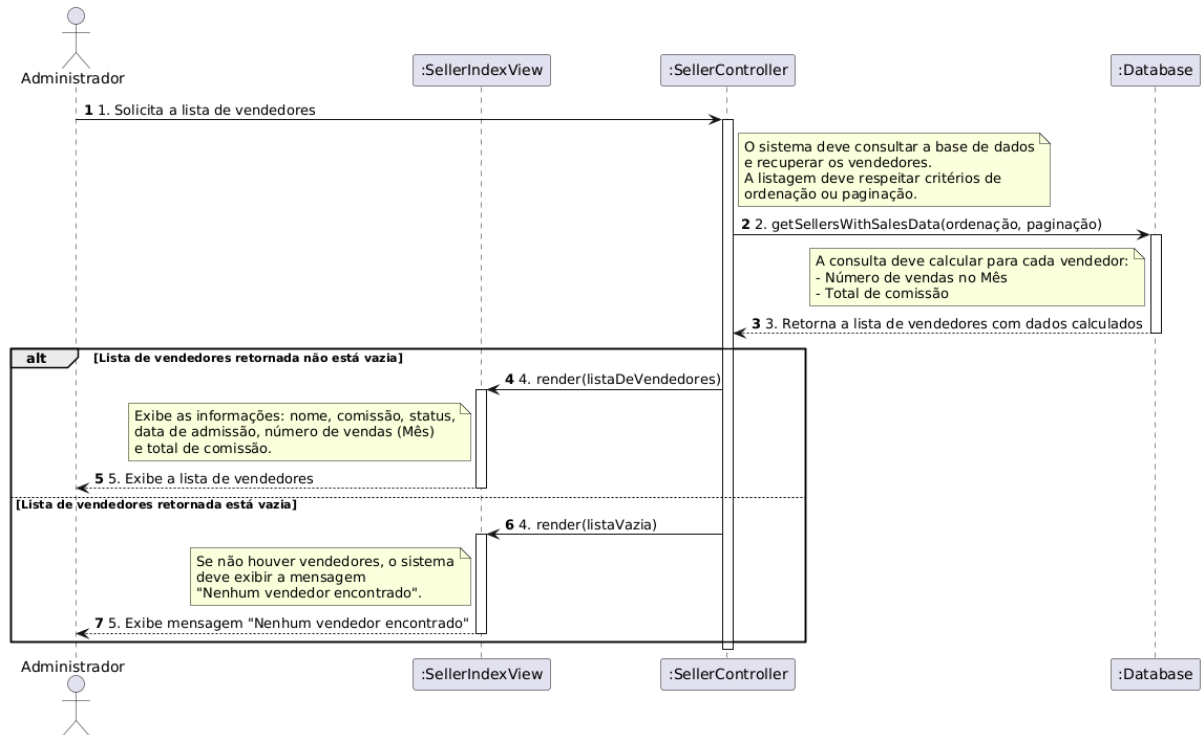 Administrador
:SellerIndexView
:SellerController
:Database
1 1. Solicita a lista de vendedores
O sistema deve consultar a base de dados
e recuperar os vendedores.
A listagem deve respeitar critérios de
ordenação ou paginação.
2 2. getSellersWithSalesData(ordenação, paginação)
A consulta deve calcular para cada vendedor:
- Número de vendas no Mês
- Total de comissão
3 3. Retorna a lista de vendedores com dados calculados
alt [Lista de vendedores retornada não está vazia]
4 4. render(listaDeVendedores)
Exibe as informações: nome, comissão, status,
data de admissão, número de vendas (Mês)
e total de comissão.
5 5. Exibe a lista de vendedores
[Lista de vendedores retornada está vazia]
6 4. render(listaVazia)
Se não houver vendedores, o sistema
deve exibir a mensagem
"Nenhum vendedor encontrado".
7 5. Exibe mensagem "Nenhum vendedor encontrado"
Administrador
:SellerIndexView
:SellerController
:Database